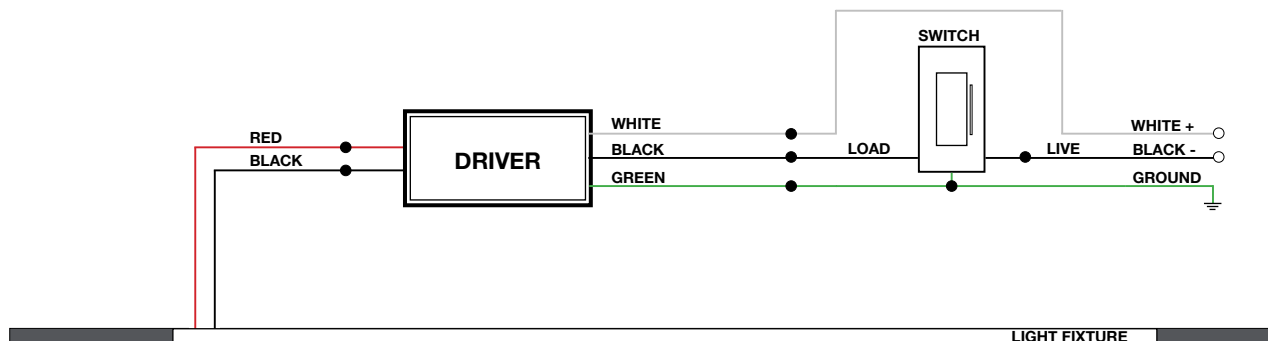 SWITCH
WHITE
WHITE +
RED
BLACK
LOAD
LIVE
BLACK -
BLACK
DRIVER
GREEN
GROUND
LIGHT FIXTURE